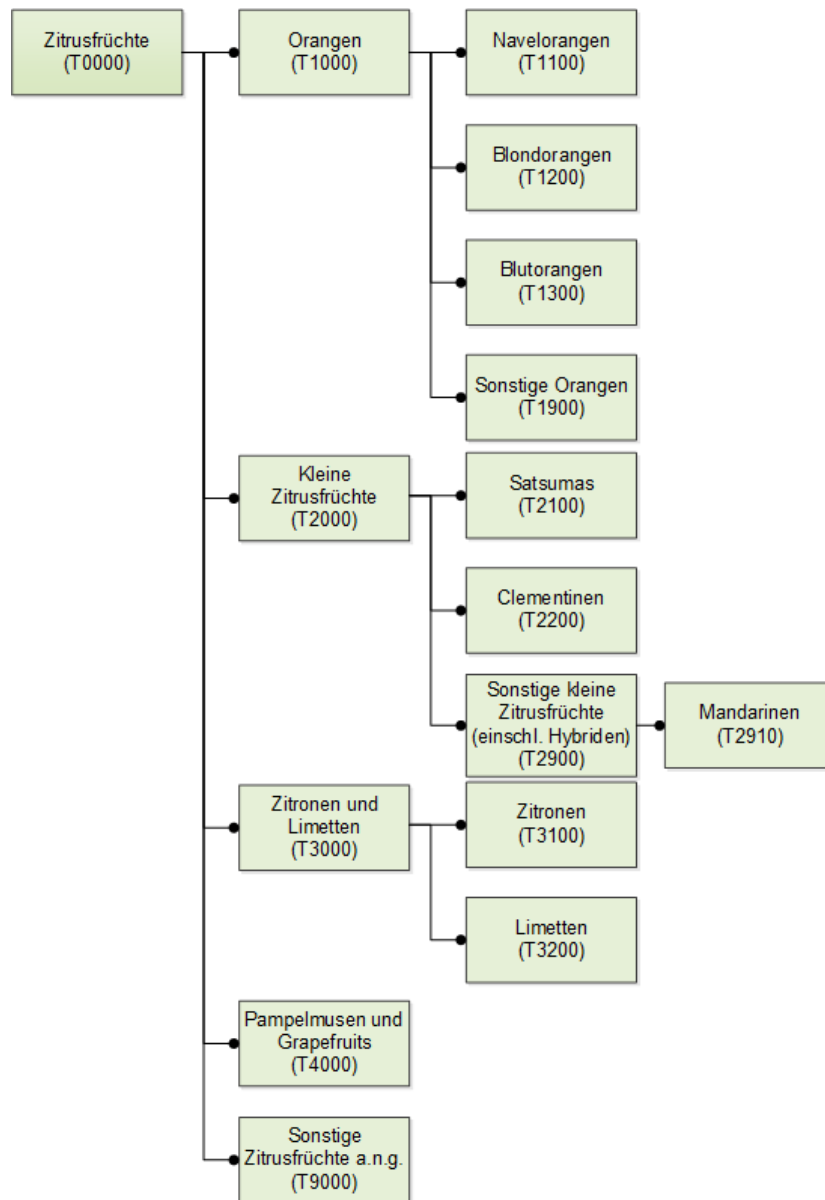 Zitrusfrüchte
(T0000)
Orangen
(T1000)
Navelorangen
(T1100)
Blondorangen
(T1200)
Blutorangen
(T1300)
Sonstige Orangen
(T1900)
Kleine
Zitrusfrüchte
(T2000)
Satsumas
(T2100)
Clementinen
(T2200)
Sonstige kleine
Zitrusfrüchte
(einschl. Hybriden)
(T2900)
Mandarinen
(T2910)
Zitronen und
Limetten
(T3000)
Zitronen
(T3100)
Limetten
(T3200)
Pampelmusen und
Grapefruits
(T4000)
Sonstige
Zitrusfrüchte a.n.g.
(T9000)